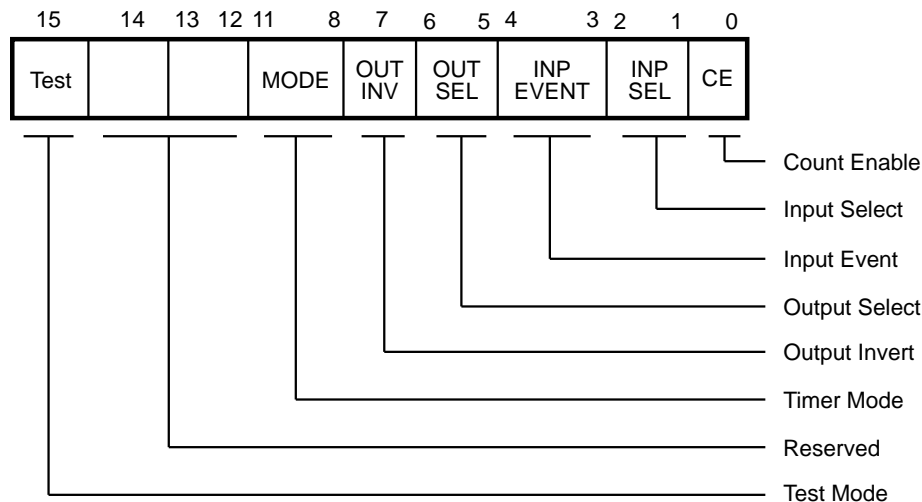 15 14 13 12 11 8 7 6 5 4 3 2 1 0
Test MODE OUT INV OUT SEL INP EVENT INP SEL CE
Count Enable
Input Select
Input Event
Output Select
Output Invert
Timer Mode
Reserved
Test Mode